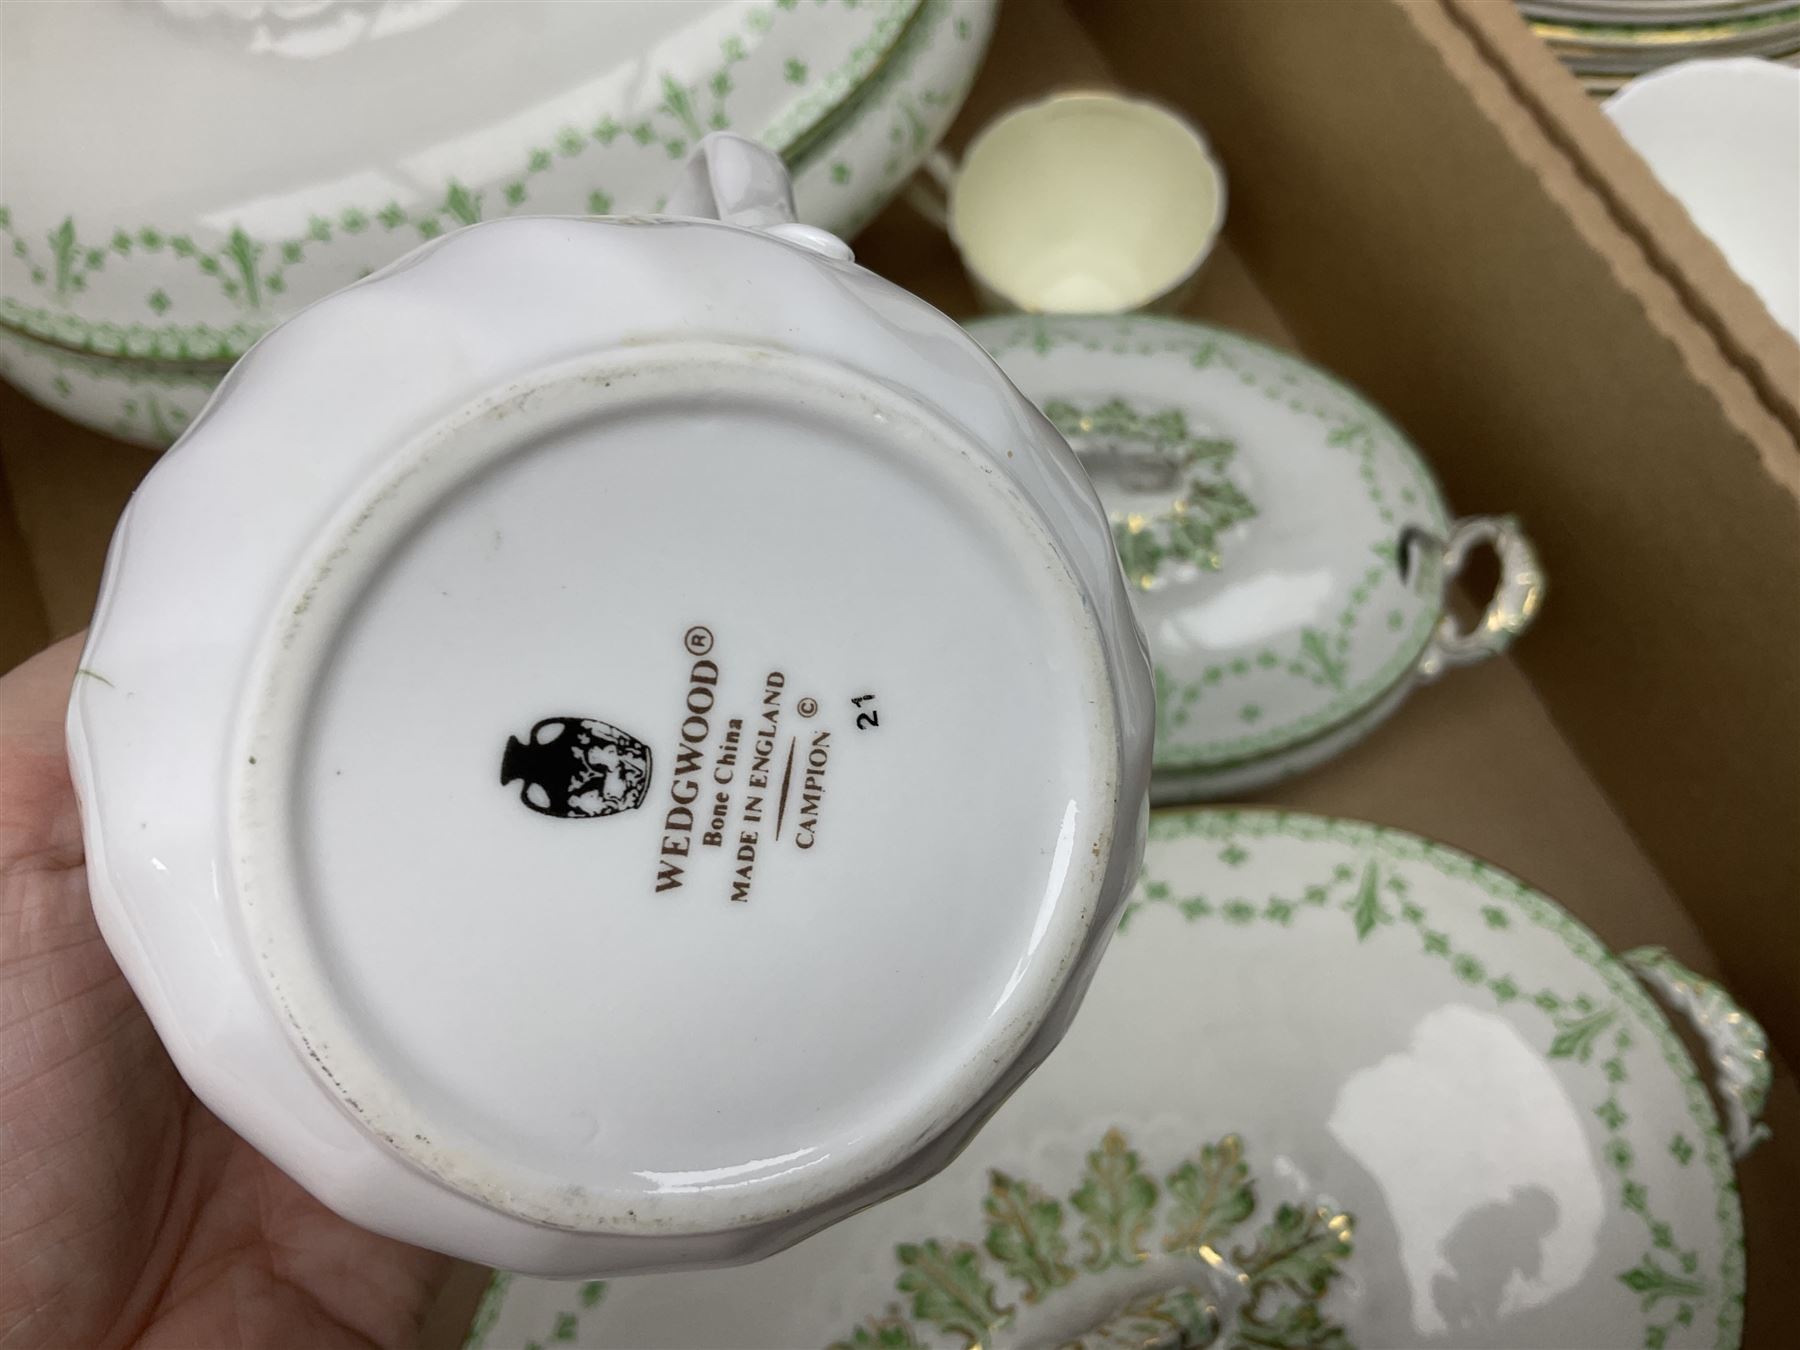 WEDGWOOD®
Bone China
MADE IN ENGLAND
CAMPION ©
21